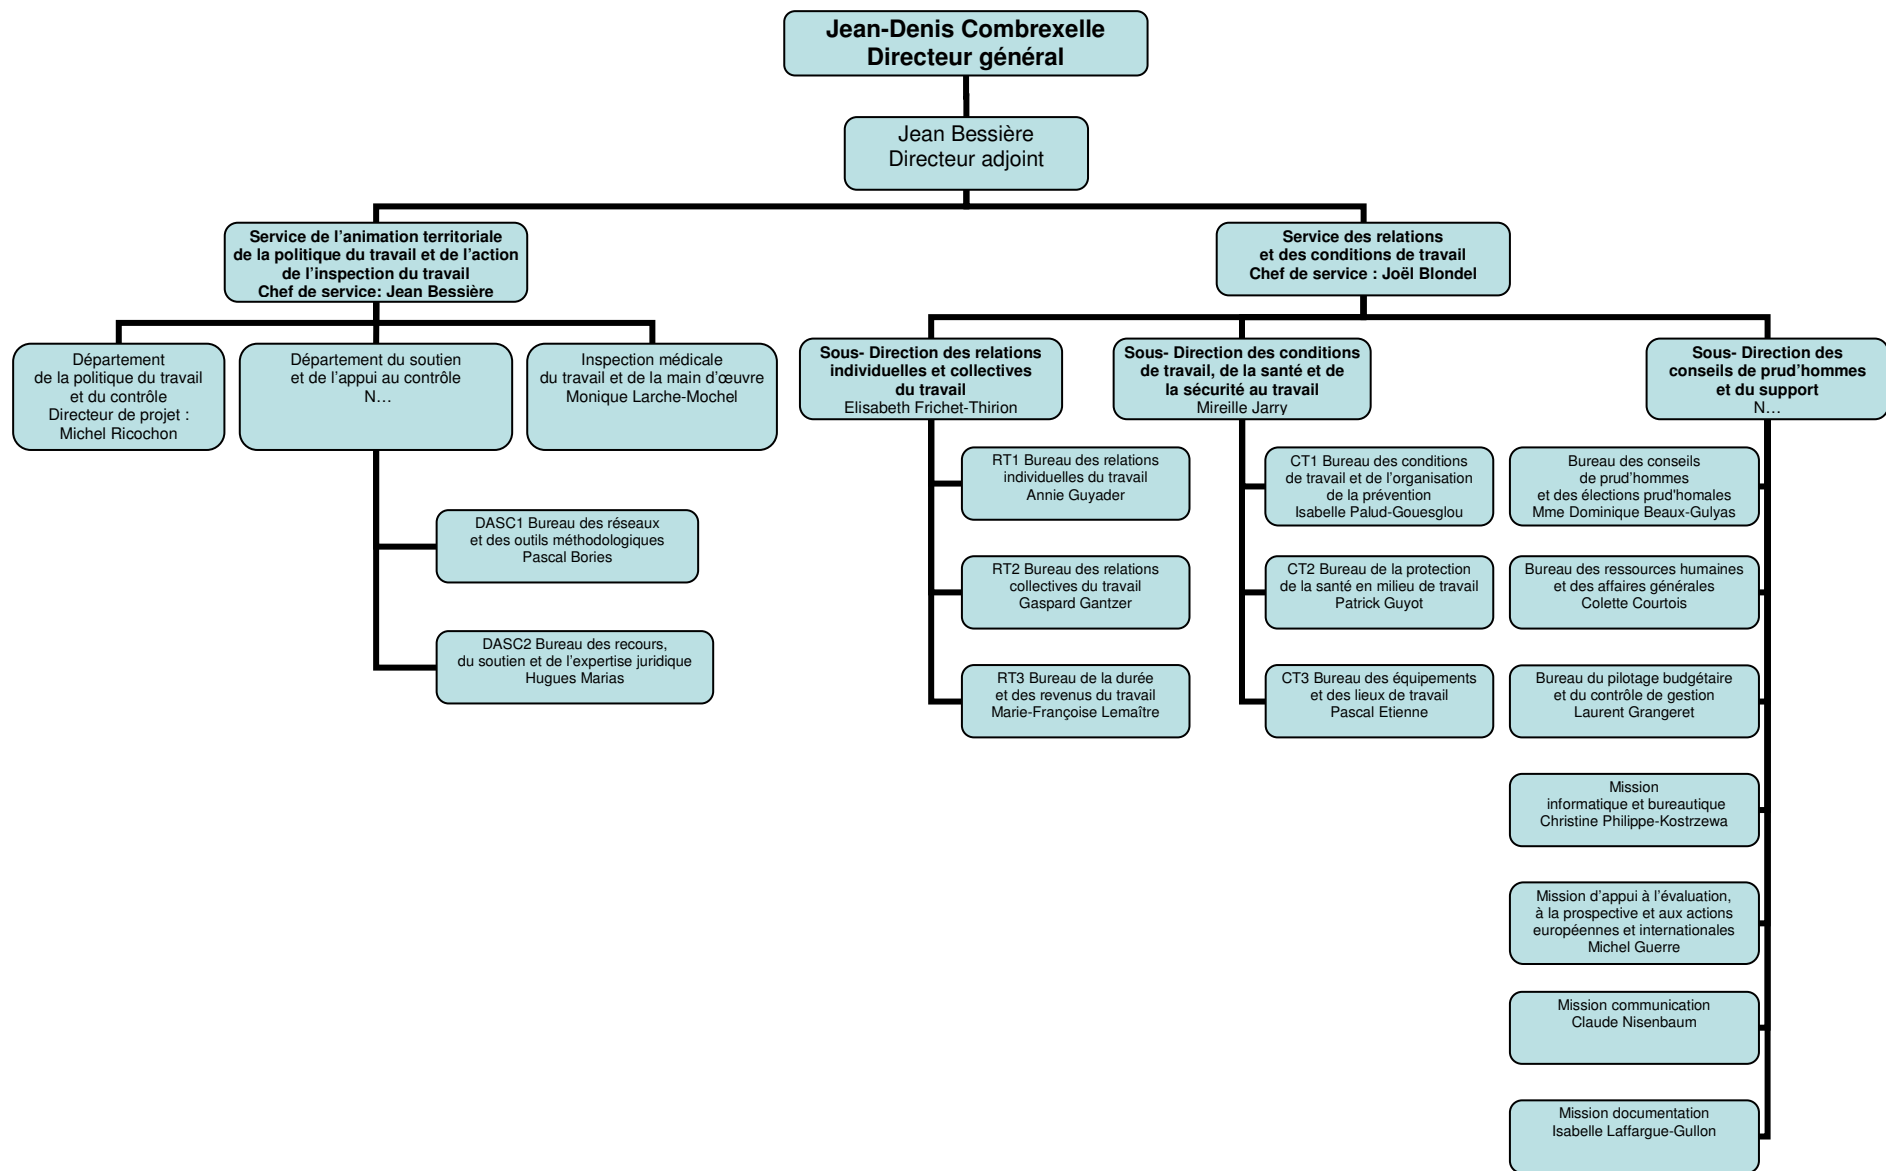 Jean-Denis Combrexelle
Directeur général
Jean Bessière
Directeur adjoint
Service de l'animation territoriale
de la politique du travail et de l'action
de l'inspection du travail
Chef de service: Jean Bessière
Service des relations
et des conditions de travail
Chef de service : Joël Blondel
Département
de la politique du travail
et du contrôle
Directeur de projet :
Michel Ricochon
Département du soutien
et de l'appui au contrôle
N…
Inspection médicale
du travail et de la main d'œuvre
Monique Larche-Mochel
Sous- Direction des relations
individuelles et collectives
du travail
Elisabeth Frichet-Thirion
Sous- Direction des conditions
de travail, de la santé et de
la sécurité au travail
Mireille Jarry
Sous- Direction des
conseils de prud'hommes
et du support
N…
DASC1 Bureau des réseaux
et des outils méthodologiques
Pascal Bories
DASC2 Bureau des recours,
du soutien et de l'expertise juridique
Hugues Marias
RT1 Bureau des relations
individuelles du travail
Annie Guyader
RT2 Bureau des relations
collectives du travail
Gaspard Gantzer
RT3 Bureau de la durée
et des revenus du travail
Marie-Françoise Lemaître
CT1 Bureau des conditions
de travail et de l'organisation
de la prévention
Isabelle Palud-Gouesglou
CT2 Bureau de la protection
de la santé en milieu de travail
Patrick Guyot
CT3 Bureau des équipements
et des lieux de travail
Pascal Etienne
Bureau des conseils
de prud'hommes
et des élections prud'homales
Mme Dominique Beaux-Gulyas
Bureau des ressources humaines
et des affaires générales
Colette Courtois
Bureau du pilotage budgétaire
et du contrôle de gestion
Laurent Grangeret
Mission
informatique et bureautique
Christine Philippe-Kostrzewa
Mission d'appui à l'évaluation,
à la prospective et aux actions
européennes et internationales
Michel Guerre
Mission communication
Claude Nisenbaum
Mission documentation
Isabelle Laffargue-Gullon